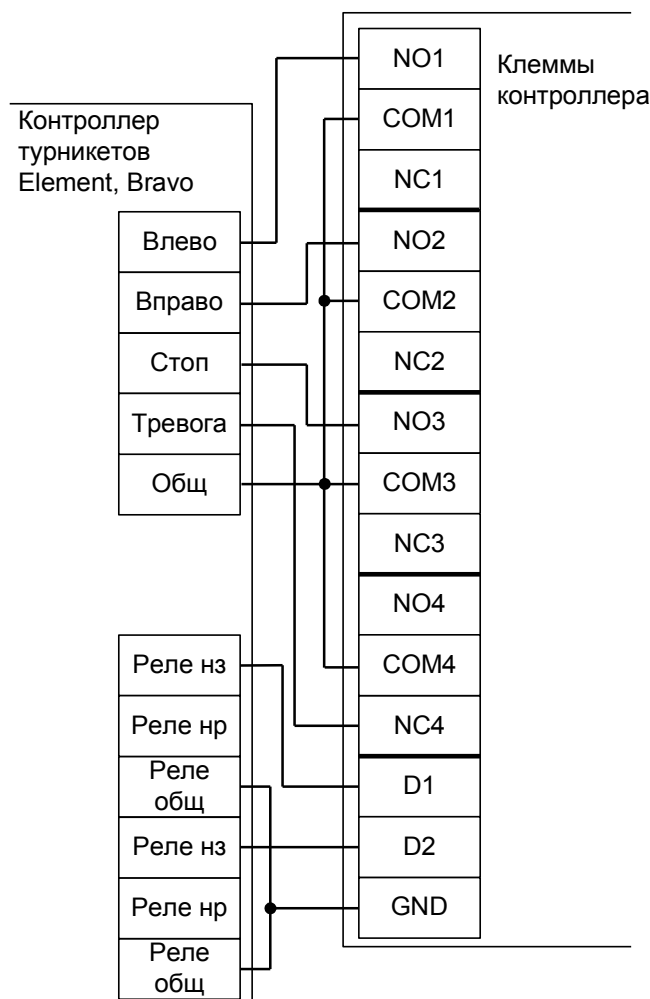 Контроллер
турникетов
Element, Bravo
Влево
Вправо
Стоп
Тревога
Общ
Реле нз
Реле нр
Реле
общ
Реле нз
Реле нр
Реле
общ
NO1
COM1
NC1
NO2
COM2
NC2
NO3
COM3
NC3
NO4
COM4
NC4
D1
D2
GND
Клеммы
контроллера